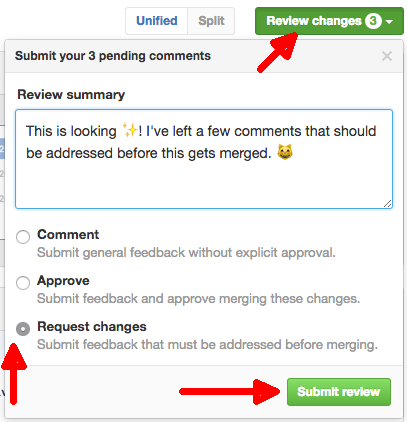 Unified Split Review changes 3
Submit your 3 pending comments
Review summary
This is looking ✨! I've left a few comments that should
be addressed before this gets merged. 😺
Comment
Submit general feedback without explicit approval.
Approve
Submit feedback and approve merging these changes.
Request changes
Submit feedback that must be addressed before merging.
Submit review